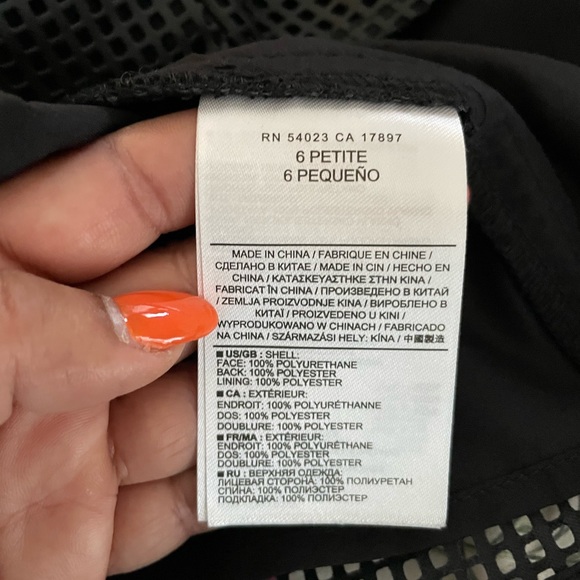 RN 54023 CA 17897
6 PETITE
6 PEQUEÑO
MADE IN CHINA / FABRIQUE EN CHINE /
СДЕЛАНО В КИТАЕ / MADE IN CIN / HECHO EN
CHINA / ΚΑΤΑΣΚΕΥΑΣΤΗΚΕ ΣΤΗΝ ΚΙΝΑ /
FABRICAT ÎN CHINA / ПРОИЗВЕДЕНО В КИТАЙ
/ ZEMLJA PROIZVODNJE KINA / ВИРОБЛЕНО В
КИТАЇ / PROIZVEDENO U KINI /
WYPRODUKOWANO W CHINACH / FABRICADO
NA CHINA / SZÁRMAZÁSI HELY: KÍNA / 中國製造
US/GB : SHELL:
FACE: 100% POLYURETHANE
BACK: 100% POLYESTER
LINING: 100% POLYESTER
CA : EXTÉRIEUR:
ENDROIT: 100% POLYURÉTHANNE
DOS: 100% POLYESTER
DOUBLURE: 100% POLYESTER
FR/MA : EXTÉRIEUR:
ENDROIT: 100% POLYURÉTHANE
DOS: 100% POLYESTER
DOUBLURE: 100% POLYESTER
RU : ВЕРХНЯЯ ОДЕЖДА:
ЛИЦЕВАЯ СТОРОНА: 100% ПОЛИУРЕТАН
СПИНА: 100% ПОЛИЭСТЕР
ПОДКЛАДКА: 100% ПОЛИЭСТЕР